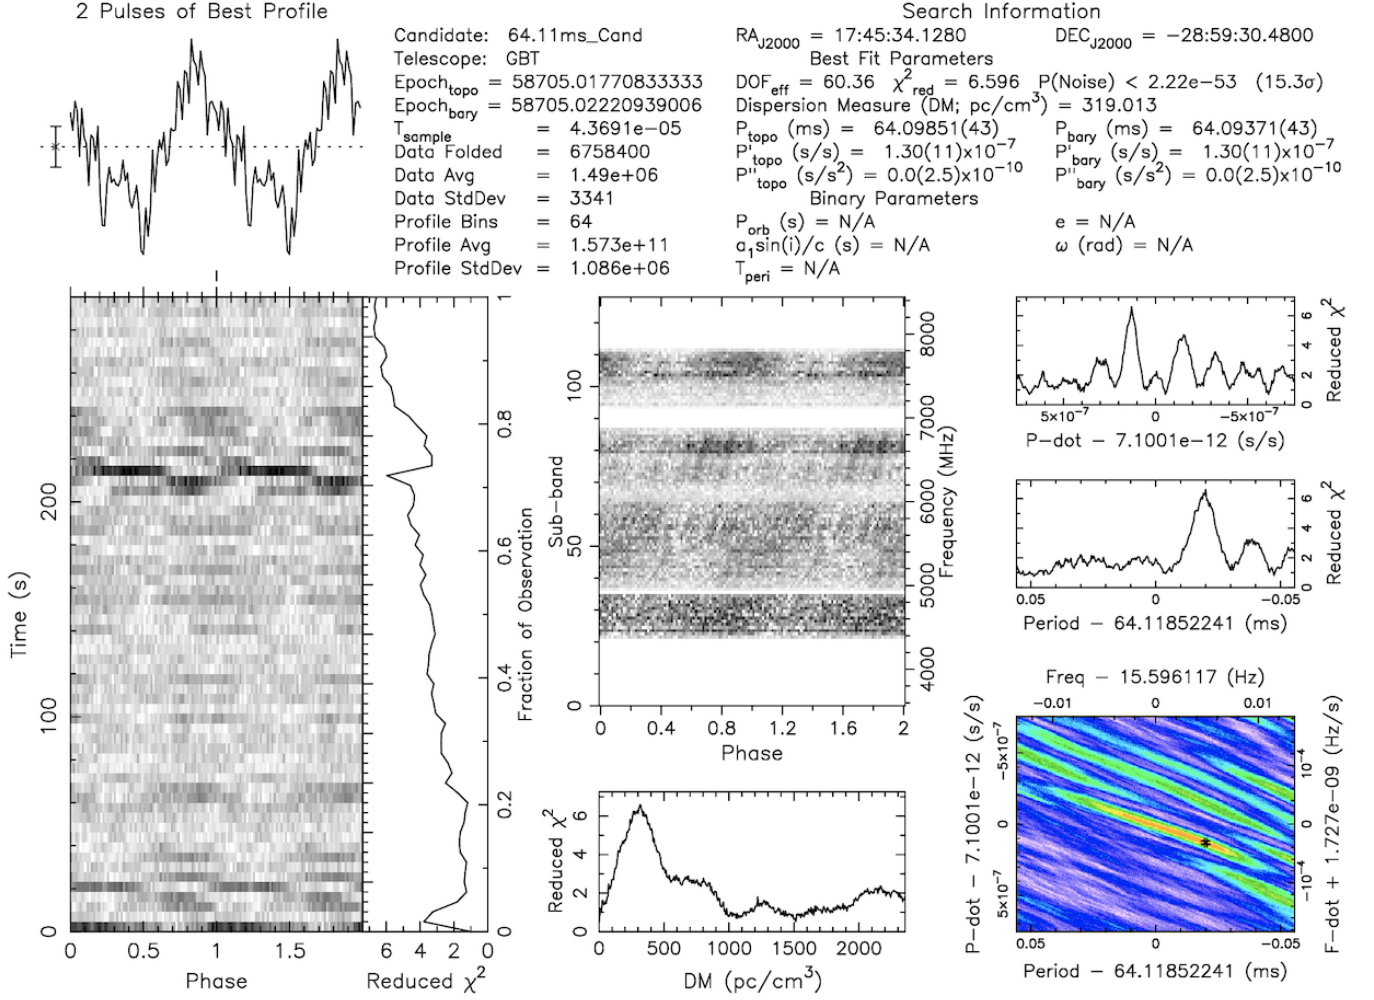 2 Pulses of Best Profile
Search Information
Candidate: 64.11ms_Cand
Telescope: GBT
Epoch_topo = 58705.01770833333
Epoch_bary = 58705.02220939006
T_sample = 4.3691e-05
Data Folded = 6758400
Data Avg = 1.49e+06
Data StdDev = 3341
Profile Bins = 64
Profile Avg = 1.573e+11
Profile StdDev = 1.086e+06
RA_J2000 = 17:45:34.1280 DEC_J2000 = -28:59:30.4800
Best Fit Parameters
DOF_eff = 60.36 χ²_red = 6.596 P(Noise) < 2.22e-53 (15.3σ)
Dispersion Measure (DM; pc/cm³) = 319.013
P_topo (ms) = 64.09851(43) P_bary (ms) = 64.09371(43)
P'_topo (s/s) = 1.30(11)x10⁻⁷ P'_bary (s/s) = 1.30(11)x10⁻⁷
P''_topo (s/s²) = 0.0(2.5)x10⁻¹⁰ P''_bary (s/s²) = 0.0(2.5)x10⁻¹⁰
Binary Parameters
P_orb (s) = N/A e = N/A
a₁sin(i)/c (s) = N/A ω (rad) = N/A
T_peri = N/A
Time (s)
0 100 200
0 0.5 1 1.5
Phase
6 4 2 0
Reduced χ²
0 0.2 0.4 0.6 0.8 1
Fraction of Observation
Sub-band
0 50 100
4000 5000 6000 7000 8000
Frequency (MHz)
0 0.4 0.8 1.2 1.6 2
Phase
Reduced χ²
0 2 4 6
0 500 1000 1500 2000
DM (pc/cm³)
0 2 4 6
Reduced χ²
5×10⁻⁷ 0 -5×10⁻⁷
P-dot - 7.1001e-12 (s/s)
0 2 4 6
Reduced χ²
0.05 0 -0.05
Period - 64.11852241 (ms)
Freq - 15.596117 (Hz)
-0.01 0 0.01
P-dot - 7.1001e-12 (s/s)
-5×10⁻⁷ 0 5×10⁻⁷
10⁻⁴ 0 -10⁻⁴
F-dot + 1.727e-09 (Hz/s)
0.05 0 -0.05
Period - 64.11852241 (ms)